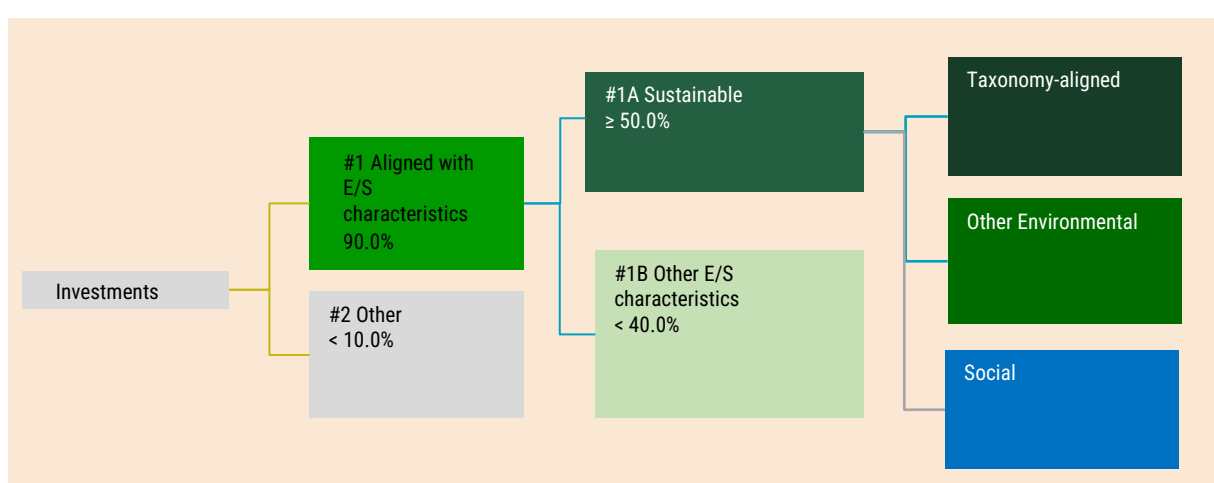 Investments
#1 Aligned with
E/S
characteristics
90.0%
#2 Other
< 10.0%
#1A Sustainable
≥ 50.0%
#1B Other E/S
characteristics
< 40.0%
Taxonomy-aligned
Other Environmental
Social